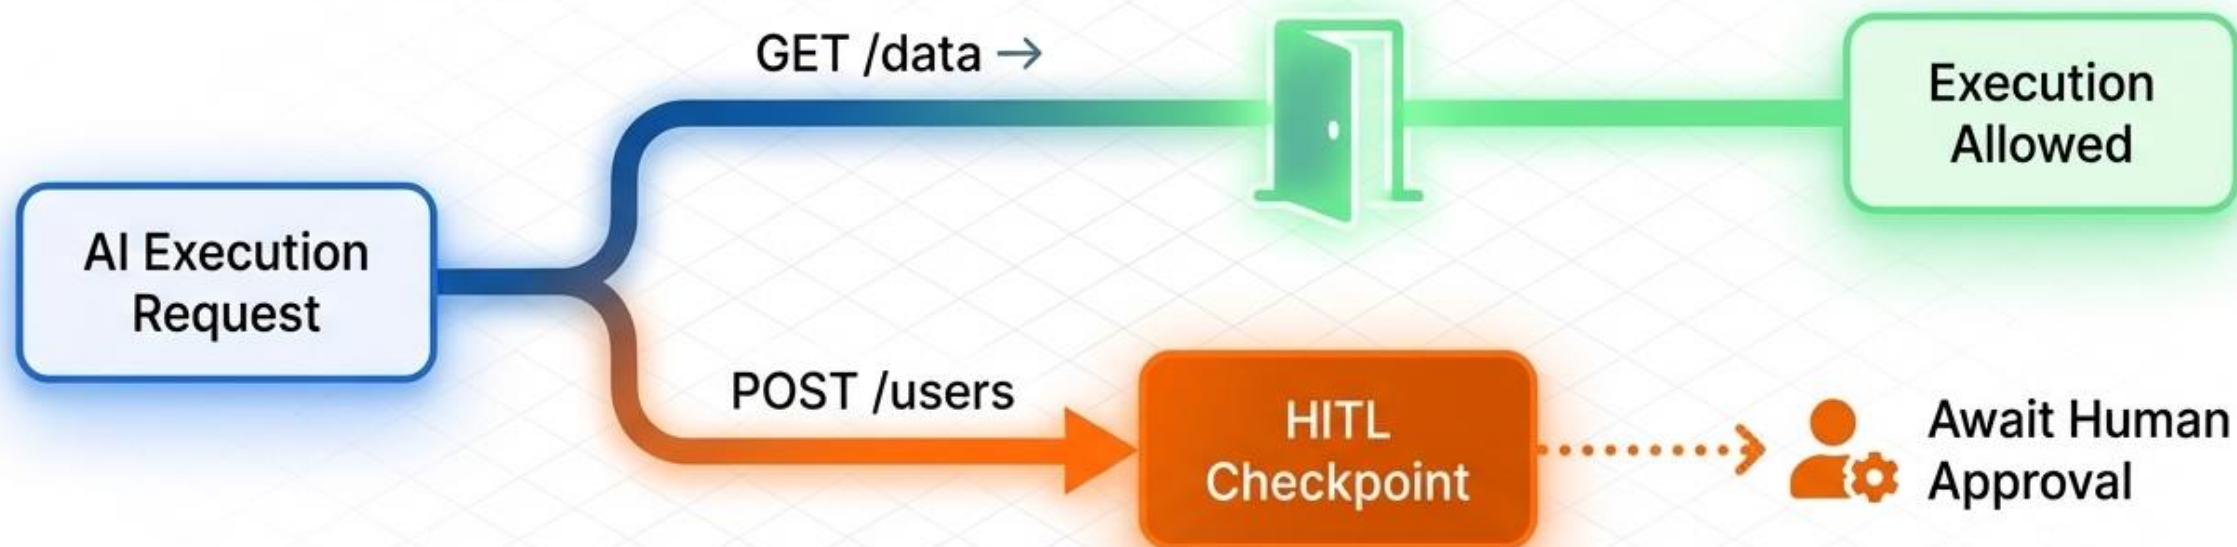 GET /data →
Execution
Allowed
AI Execution
Request
POST /users
HITL
Checkpoint
Await Human
Approval